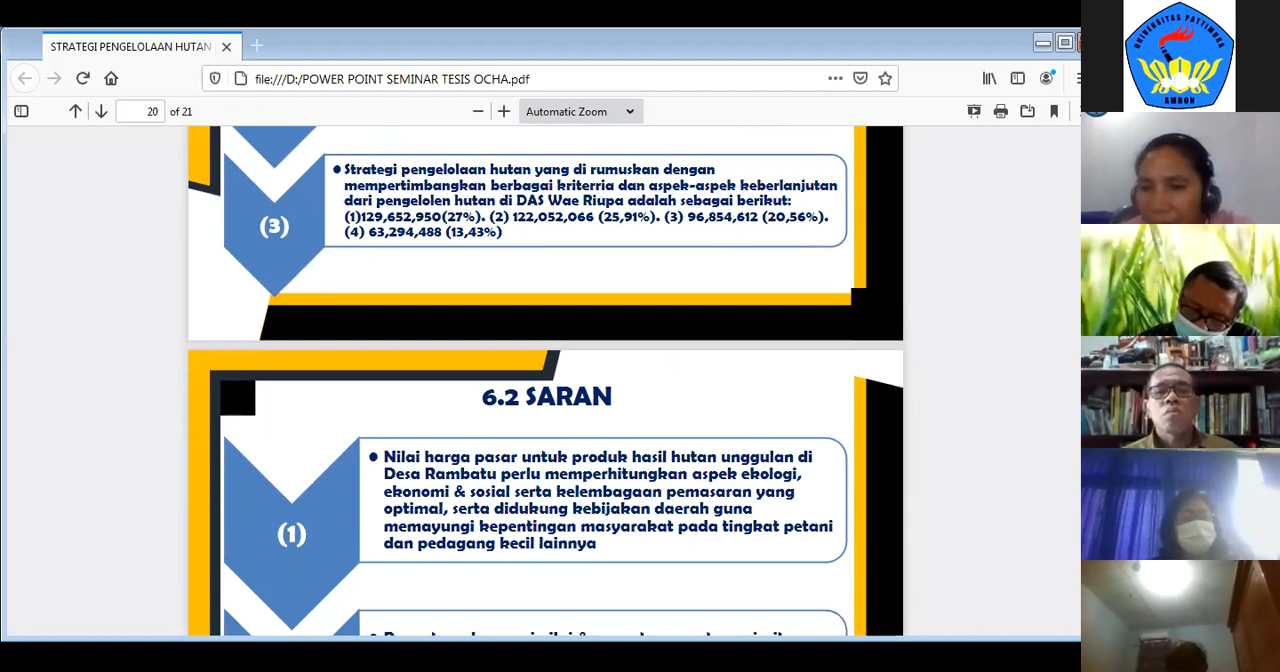 STRATEGI PENGELOLAAN HUTAN
file:///D:/POWER POINT SEMINAR TESIS OCHA.pdf
20 of 21
Automatic Zoom
(3)
Strategi pengelolaan hutan yang di rumuskan dengan
mempertimbangkan berbagai kriterria dan aspek-aspek keberlanjutan
dari pengelolen hutan di DAS Wae Riupa adalah sebagai berikut:
(1)129,652,950(27%). (2) 122,052,066 (25,91%). (3) 96,854,612 (20,56%).
(4) 63,294,488 (13,43%)
6.2 SARAN
(1)
Nilai harga pasar untuk produk hasil hutan unggulan di
Desa Rambatu perlu memperhitungkan aspek ekologi,
ekonomi & sosial serta kelembagaan pemasaran yang
optimal, serta didukung kebijakan daerah guna
memayungi kepentingan masyarakat pada tingkat petani
dan pedagang kecil lainnya
UNIVERSITAS PATTIMURA
AMBON